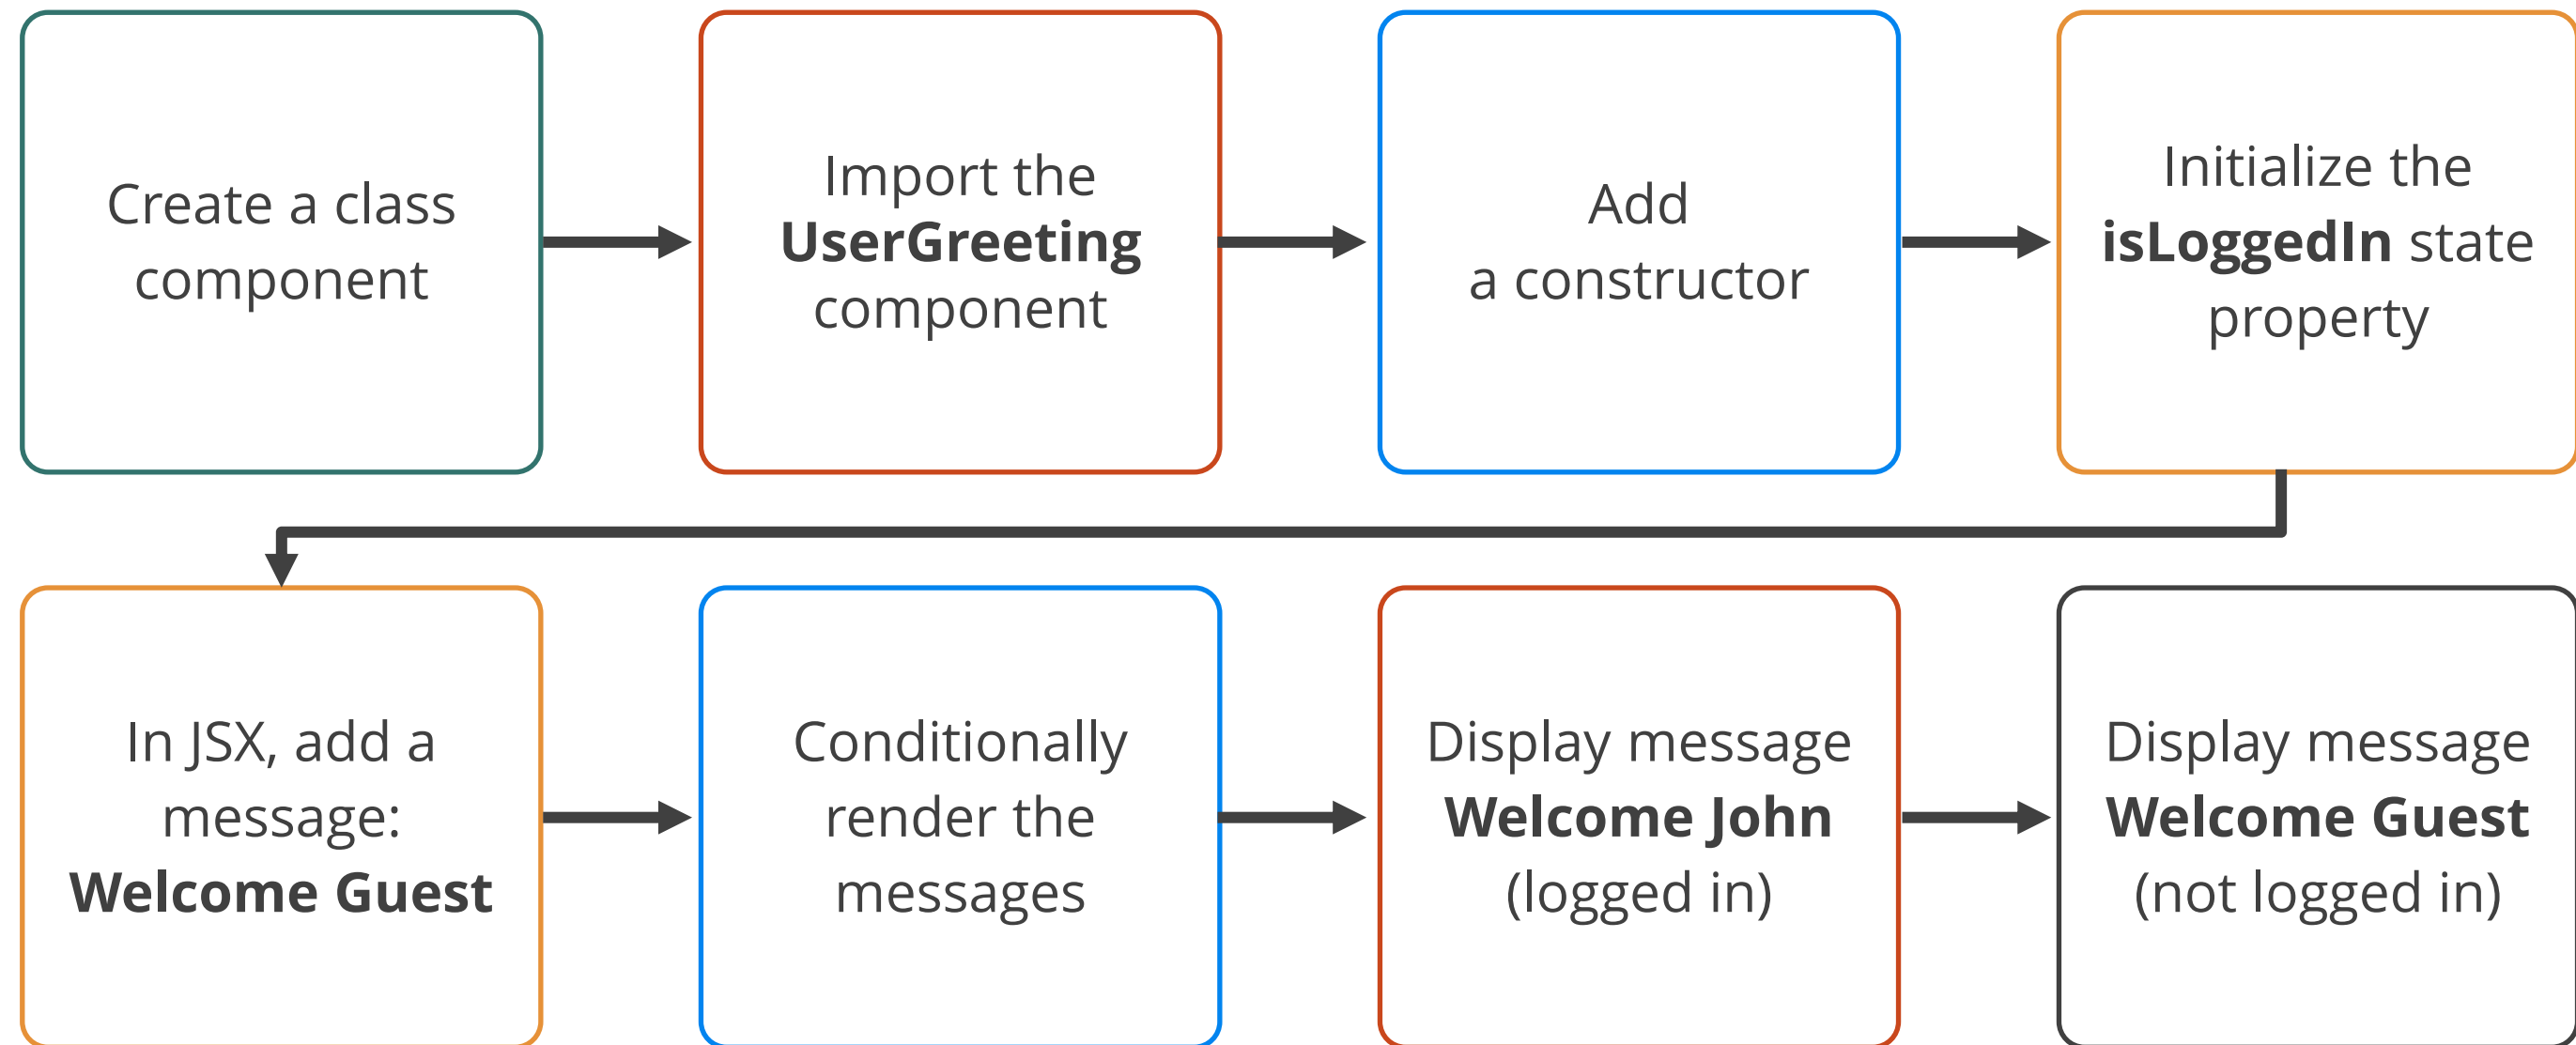 Create a class
component
Import the
UserGreeting
component
Add
a constructor
Initialize the
isLoggedIn state
property
In JSX, add a
message:
Welcome Guest
Conditionally
render the
messages
Display message
Welcome John
(logged in)
Display message
Welcome Guest
(not logged in)